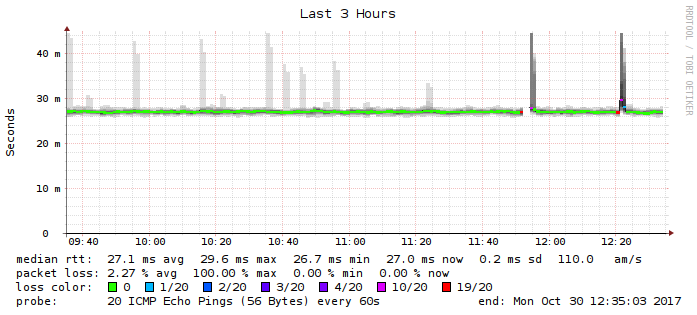 Last 3 Hours
RRDTOOL / TOBI OETIKER
Seconds
40 m
30 m
20 m
10 m
0
09:40 10:00 10:20 10:40 11:00 11:20 11:40 12:00 12:20
median rtt: 27.1 ms avg 29.6 ms max 26.7 ms min 27.0 ms now 0.2 ms sd 110.0 am/s
packet loss: 2.27 % avg 100.00 % max 0.00 % min 0.00 % now
loss color: 0 1/20 2/20 3/20 4/20 10/20 19/20
probe: 20 ICMP Echo Pings (56 Bytes) every 60s end: Mon Oct 30 12:35:03 2017